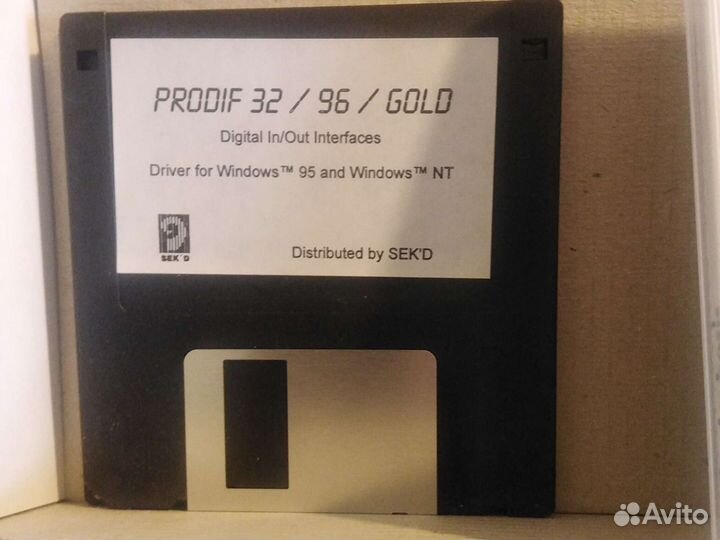 PRODIF 32 / 96 / GOLD
Digital In/Out Interfaces
Driver for Windows™ 95 and Windows™ NT
SEK'D
Distributed by SEK'D
Avito